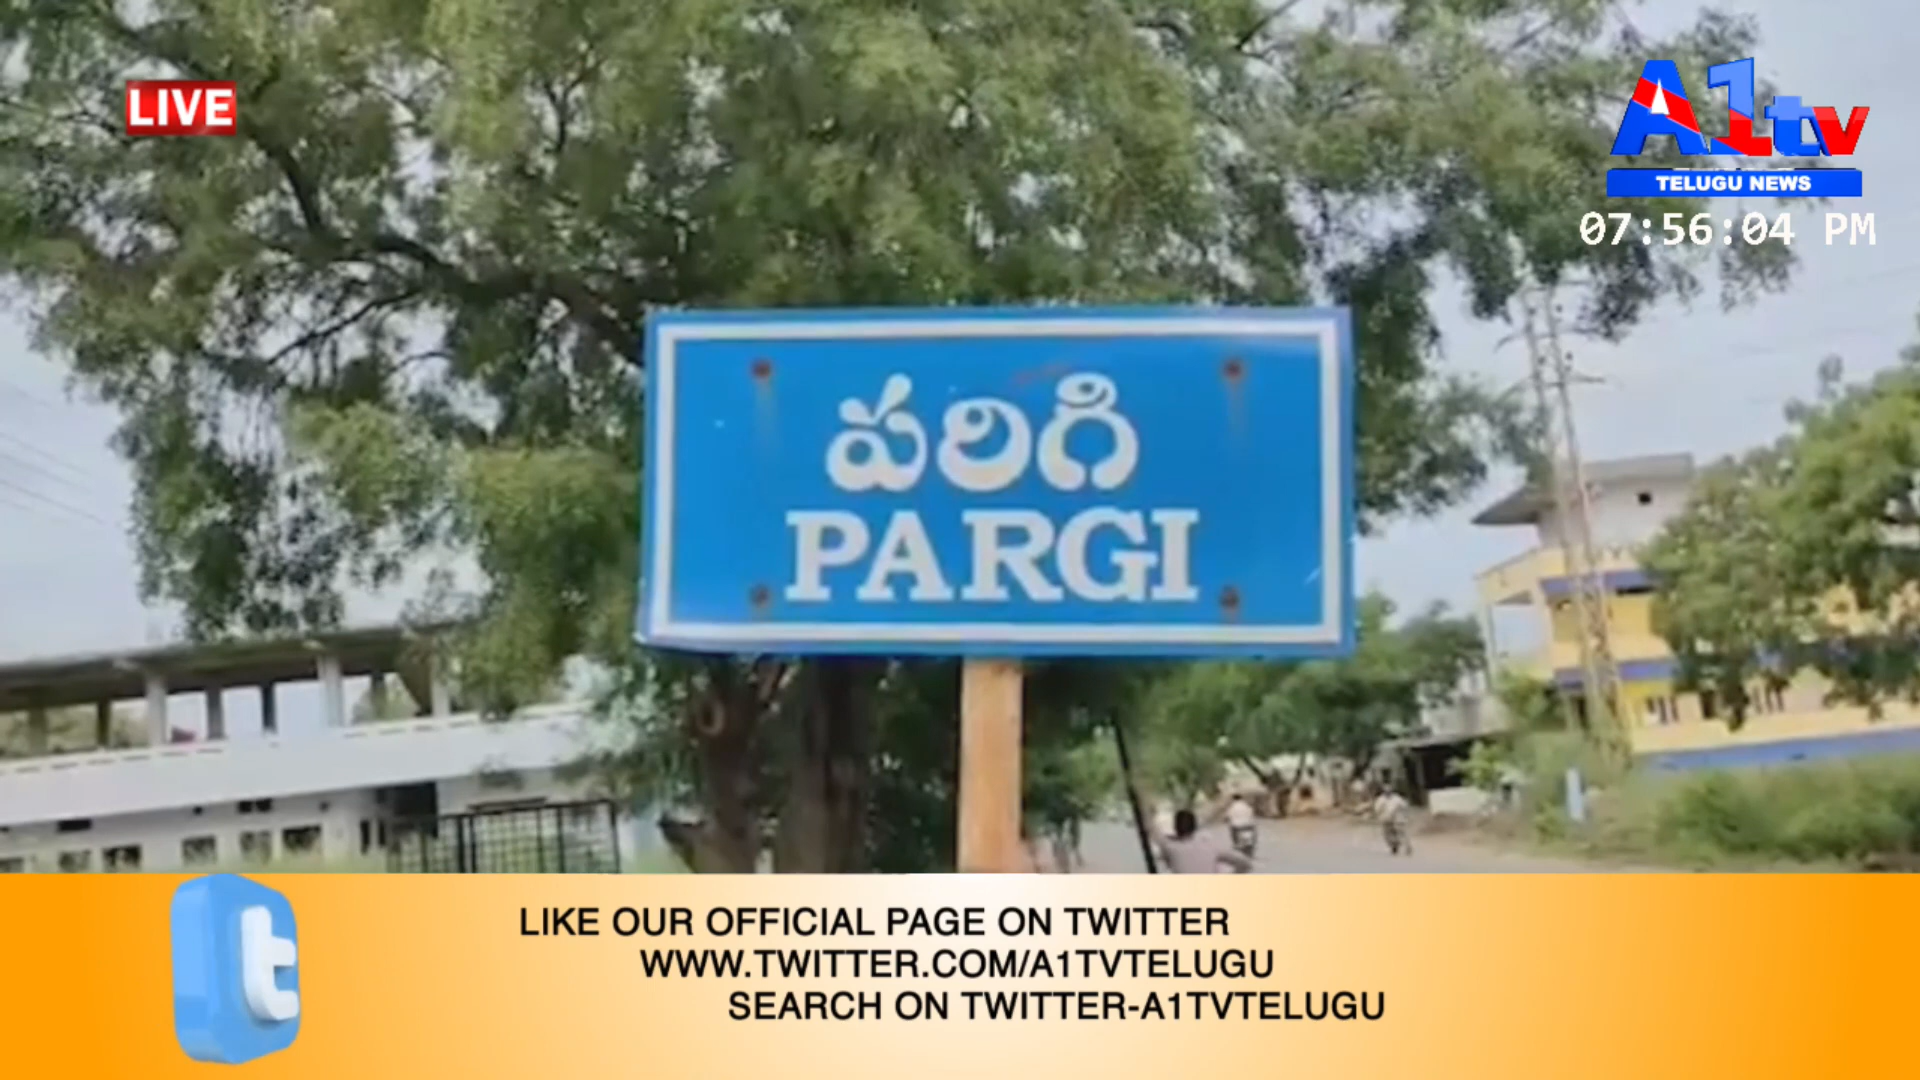 LIVE
A1tv
TELUGU NEWS
07:56:04 PM
పరిగి
PARGI
t
LIKE OUR OFFICIAL PAGE ON TWITTER
WWW.TWITTER.COM/A1TVTELUGU
SEARCH ON TWITTER-A1TVTELUGU